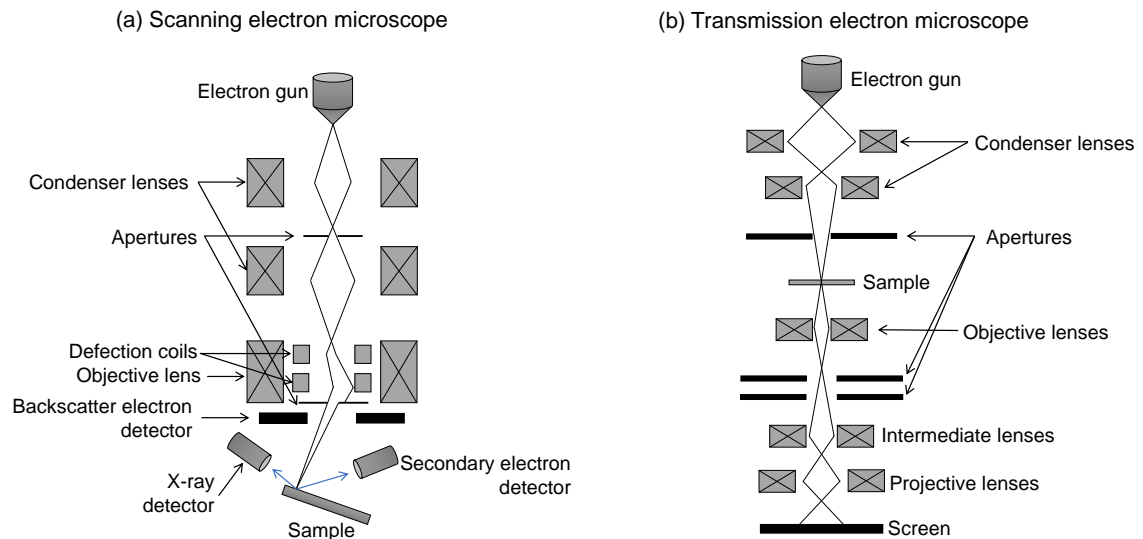 (a) Scanning electron microscope
Electron gun
Condenser lenses
Apertures
Defection coils
Objective lens
Backscatter electron
detector
X-ray
detector
Secondary electron
detector
Sample
(b) Transmission electron microscope
Electron gun
Condenser lenses
Apertures
Sample
Objective lenses
Intermediate lenses
Projective lenses
Screen